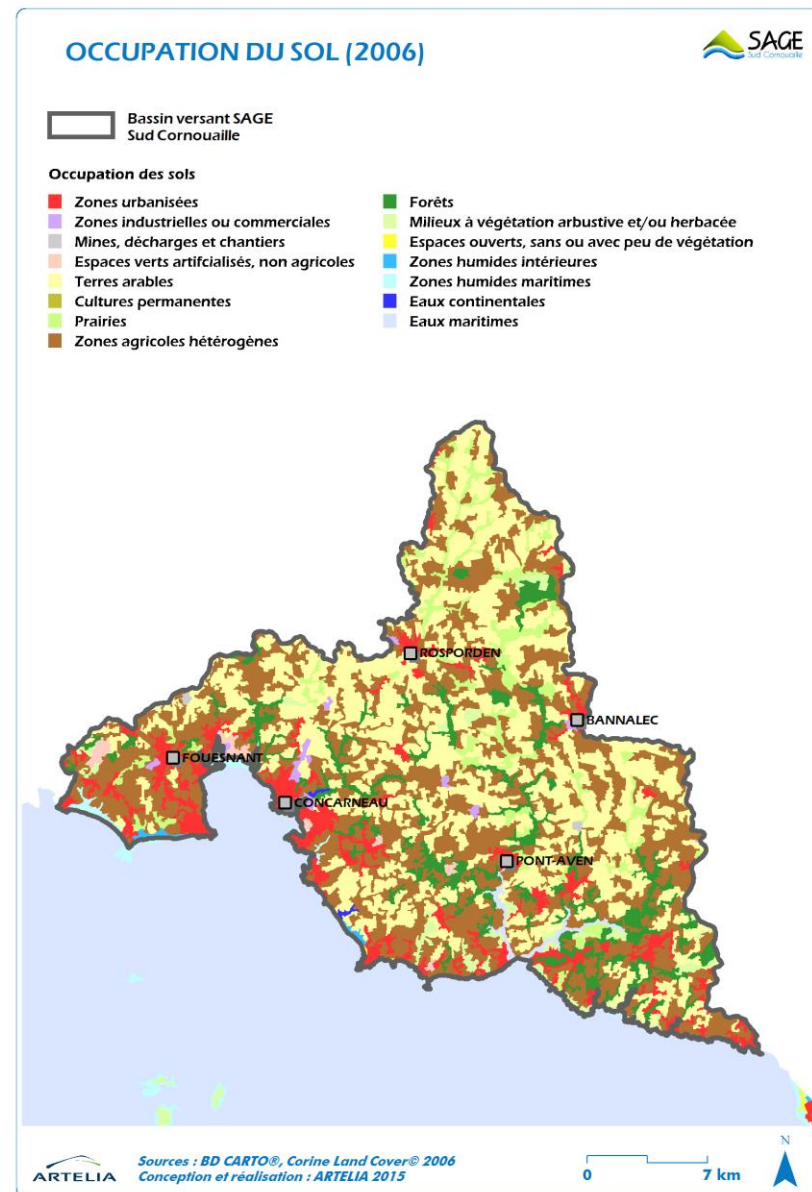 OCCUPATION DU SOL (2006)
SAGE
Sud Cornouaille
Bassin versant SAGE
Sud Cornouaille
Occupation des sols
Zones urbanisées
Zones industrielles ou commerciales
Mines, décharges et chantiers
Espaces verts artifcialisés, non agricoles
Terres arables
Cultures permanentes
Prairies
Zones agricoles hétérogènes
Forêts
Milieux à végétation arbustive et/ou herbacée
Espaces ouverts, sans ou avec peu de végétation
Zones humides intérieures
Zones humides maritimes
Eaux continentales
Eaux maritimes
ROSPORDEN
BANNALEC
FOUESNANT
CONCARNEAU
PONT-AVEN
ARTELIA
Sources : BD CARTO®, Corine Land Cover© 2006
Conception et réalisation : ARTELIA 2015
0 7 km
N